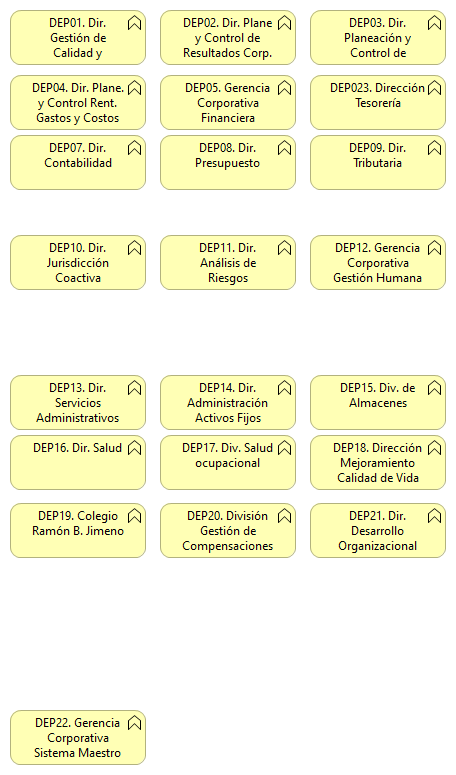 DEP01. Dir.
Gestión de
Calidad y
DEP02. Dir. Plane
y Control de
Resultados Corp.
DEP03. Dir.
Planeación y
Control de
DEP04. Dir. Plane.
y Control Rent.
Gastos y Costos
DEP05. Gerencia
Corporativa
Financiera
DEP023. Dirección
Tesorería
DEP07. Dir.
Contabilidad
DEP08. Dir.
Presupuesto
DEP09. Dir.
Tributaria
DEP10. Dir.
Jurisdicción
Coactiva
DEP11. Dir.
Análisis de
Riesgos
DEP12. Gerencia
Corporativa
Gestión Humana
DEP13. Dir.
Servicios
Administrativos
DEP14. Dir.
Administración
Activos Fijos
DEP15. Div. de
Almacenes
DEP16. Dir. Salud
DEP17. Div. Salud
ocupacional
DEP18. Dirección
Mejoramiento
Calidad de Vida
DEP19. Colegio
Ramón B. Jimeno
DEP20. División
Gestión de
Compensaciones
DEP21. Dir.
Desarrollo
Organizacional
DEP22. Gerencia
Corporativa
Sistema Maestro